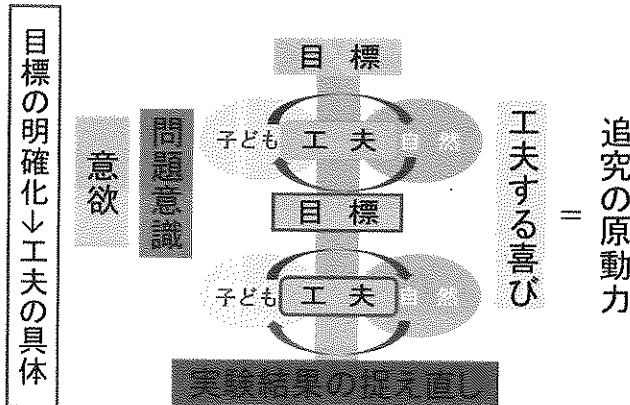 目標の明確化→工夫の具体
意欲
問題意識
目標
子ども 工夫 自然
目標
子ども 工夫 自然
実験結果の捉え直し
工夫する喜び
=
追究の原動力